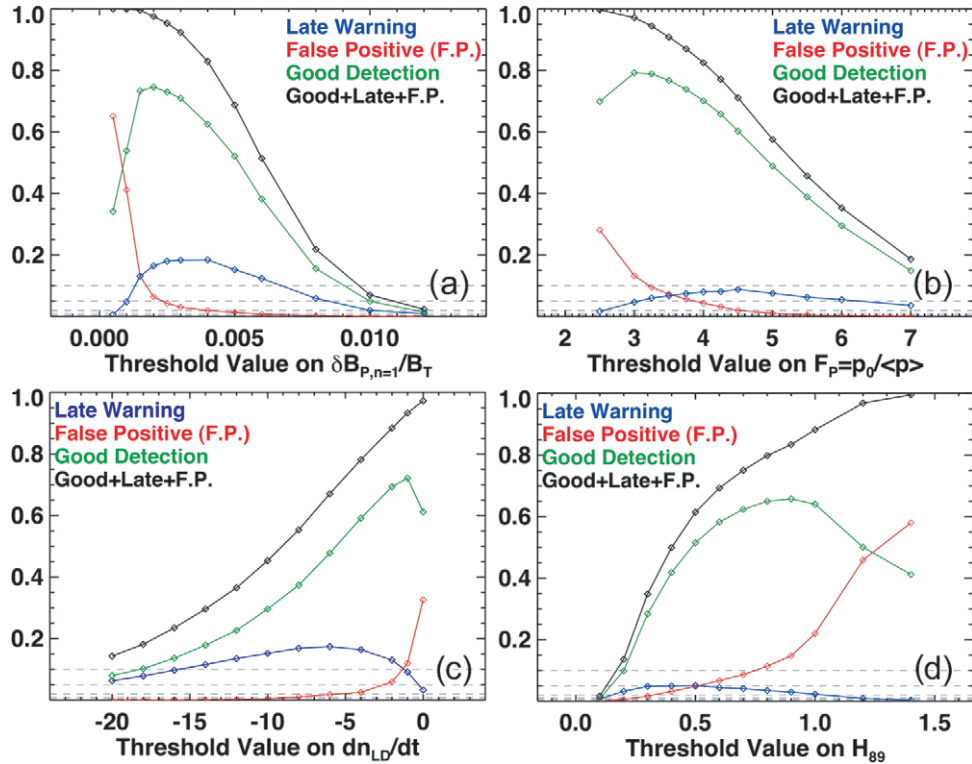 1.0
0.8
0.6
0.4
0.2
Late Warning
False Positive (F.P.)
Good Detection
Good+Late+F.P.
(a)
0.000 0.005 0.010
Threshold Value on δB_P,n=1/B_T
1.0
0.8
0.6
0.4
0.2
Late Warning
False Positive (F.P.)
Good Detection
Good+Late+F.P.
(b)
2 3 4 5 6 7
Threshold Value on F_P=p_0/<p>
1.0
0.8
0.6
0.4
0.2
Late Warning
False Positive (F.P.)
Good Detection
Good+Late+F.P.
(c)
-20 -15 -10 -5 0
Threshold Value on dn_LD/dt
1.0
0.8
0.6
0.4
0.2
Late Warning
False Positive (F.P.)
Good Detection
Good+Late+F.P.
(d)
0.0 0.5 1.0 1.5
Threshold Value on H_89